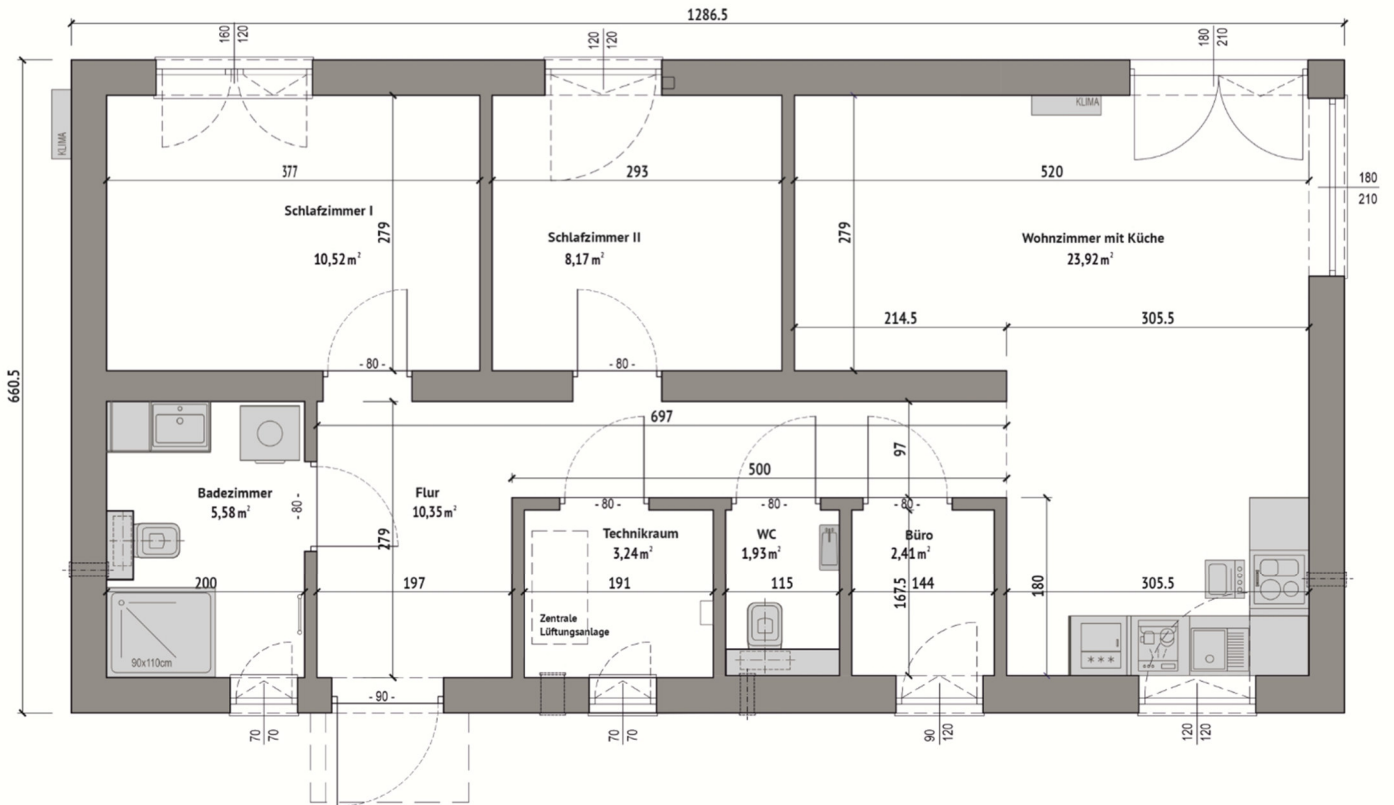 1286.5
160
120
120
120
180
210
KLIMA
KLIMA
377
293
520
180
210
Schlafzimmer I
10,52 m²
279
Schlafzimmer II
8,17 m²
279
Wohnzimmer mit Küche
23,92 m²
214.5
305.5
- 80 -
- 80 -
660.5
697
97
500
Badezimmer
5,58 m²
- 80 -
Flur
10,35 m²
279
- 80 -
- 80 -
- 80 -
Technikraum
3,24 m²
WC
1,93 m²
Büro
2,41 m²
200
197
191
115
167.5
144
180
305.5
Zentrale
Lüftungsanlage
90x110cm
***
- 90 -
70
70
70
70
90
120
120
120